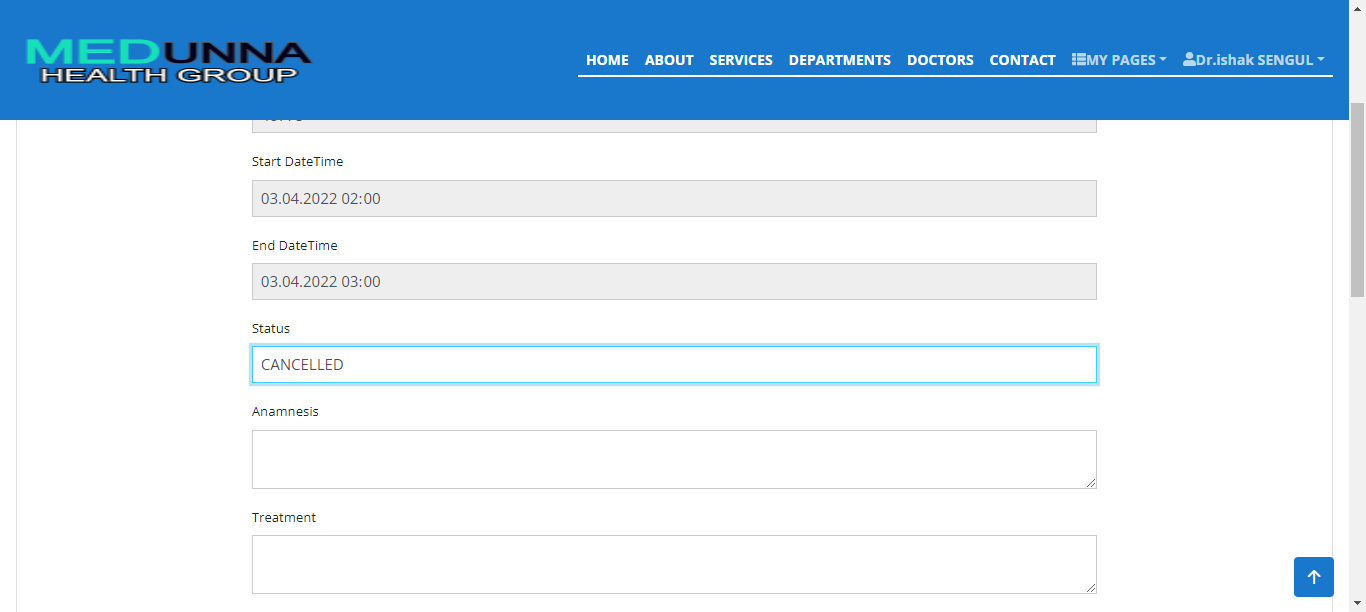 MEDUNNA
HEALTH GROUP
HOME ABOUT SERVICES DEPARTMENTS DOCTORS CONTACT MY PAGES Dr.ishak SENGUL
Start DateTime
03.04.2022 02:00
End DateTime
03.04.2022 03:00
Status
CANCELLED
Anamnesis
Treatment